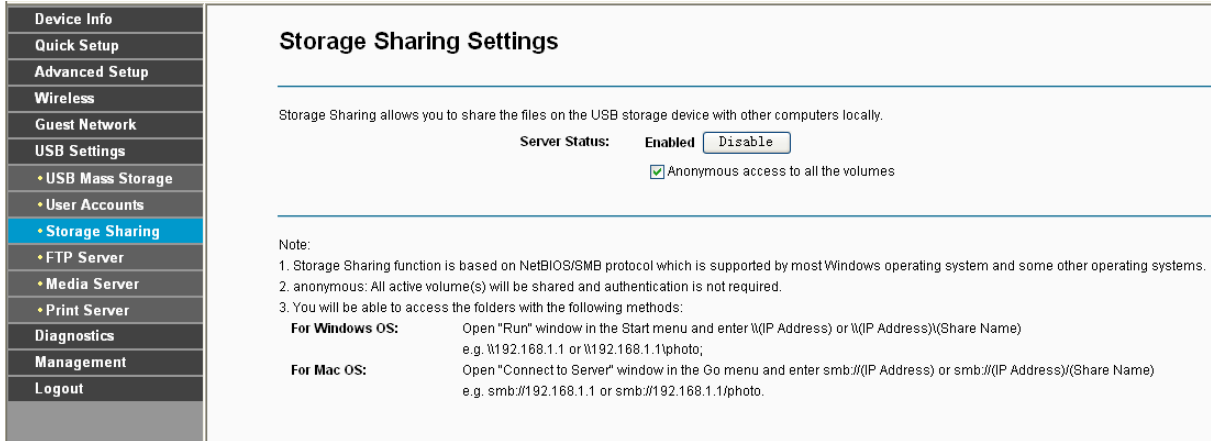 Device Info
Quick Setup
Advanced Setup
Wireless
Guest Network
USB Settings
USB Mass Storage
User Accounts
Storage Sharing
FTP Server
Media Server
Print Server
Diagnostics
Management
Logout
Storage Sharing Settings
Storage Sharing allows you to share the files on the USB storage device with other computers locally.
Server Status: Enabled Disable
Anonymous access to all the volumes
Note:
1. Storage Sharing function is based on NetBIOS/SMB protocol which is supported by most Windows operating system and some other operating systems.
2. anonymous: All active volume(s) will be shared and authentication is not required.
3. You will be able to access the folders with the following methods:
For Windows OS: Open "Run" window in the Start menu and enter \\(IP Address) or \\(IP Address)\(Share Name)
e.g. \\192.168.1.1 or \\192.168.1.1\photo;
For Mac OS: Open "Connect to Server" window in the Go menu and enter smb://(IP Address) or smb://(IP Address)/(Share Name)
e.g. smb://192.168.1.1 or smb://192.168.1.1/photo.